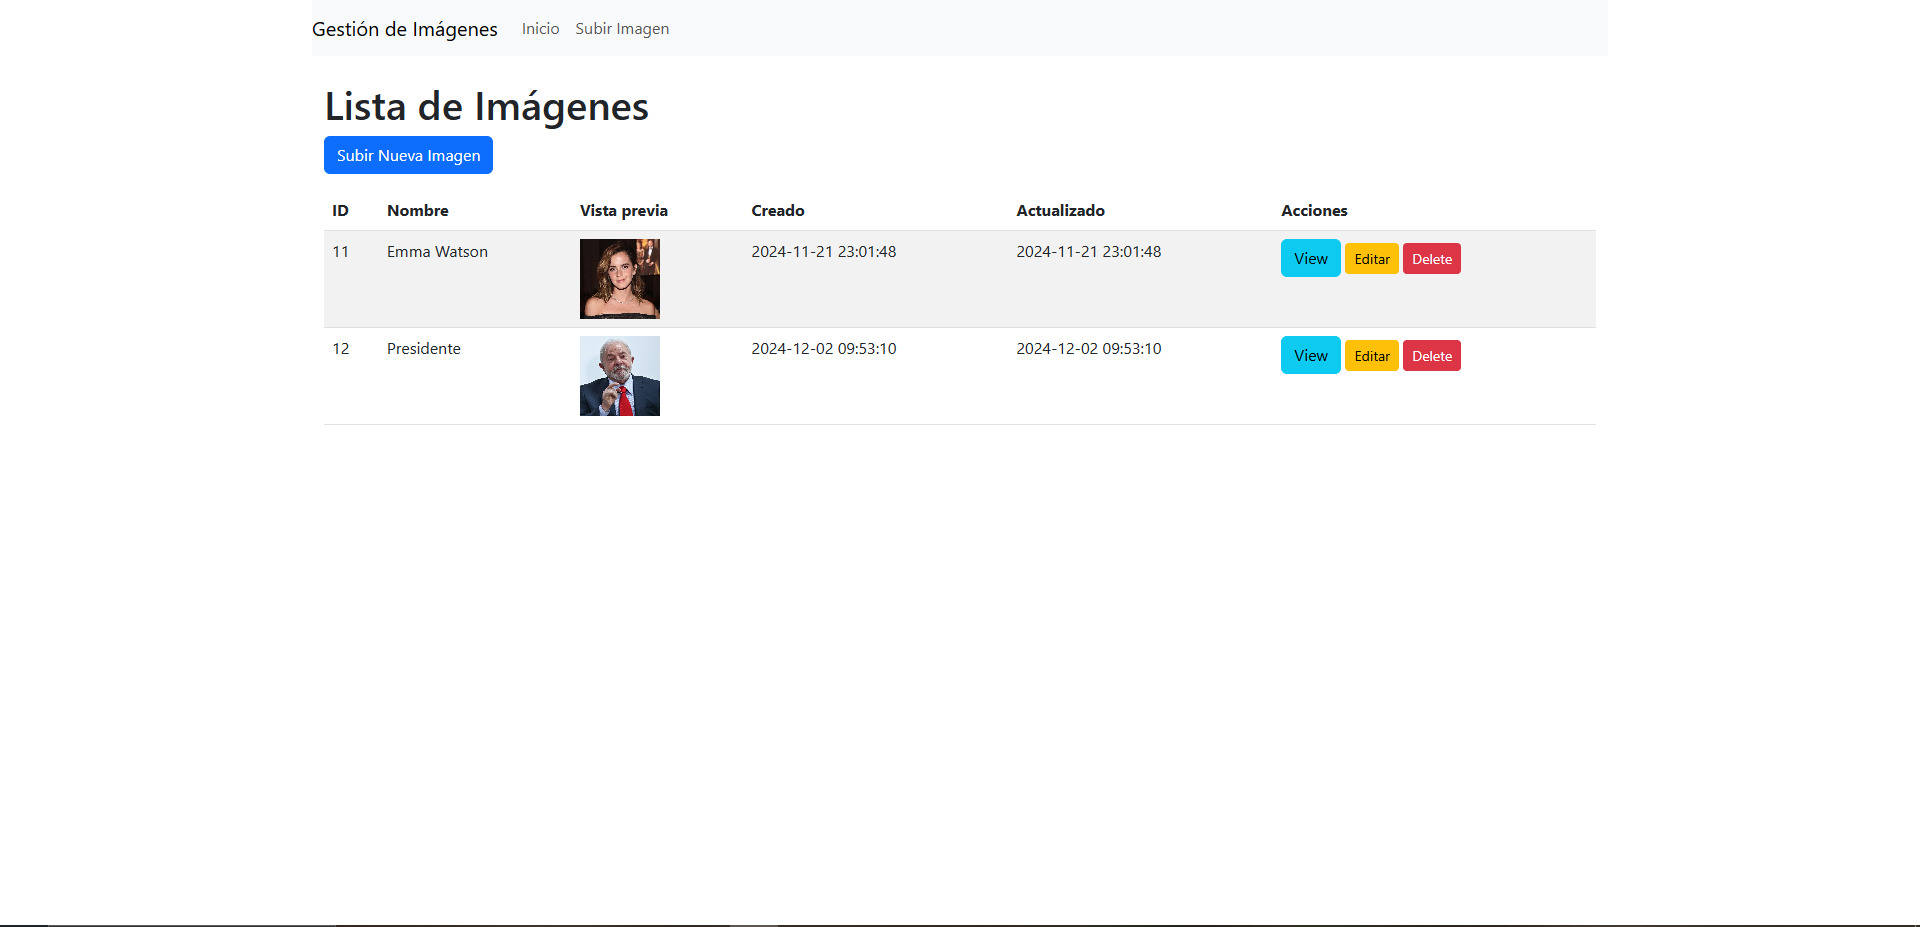 Gestión de Imágenes Inicio Subir Imagen
Lista de Imágenes
Subir Nueva Imagen
ID Nombre Vista previa Creado Actualizado Acciones
11 Emma Watson 2024-11-21 23:01:48 2024-11-21 23:01:48 View Editar Delete
12 Presidente 2024-12-02 09:53:10 2024-12-02 09:53:10 View Editar Delete